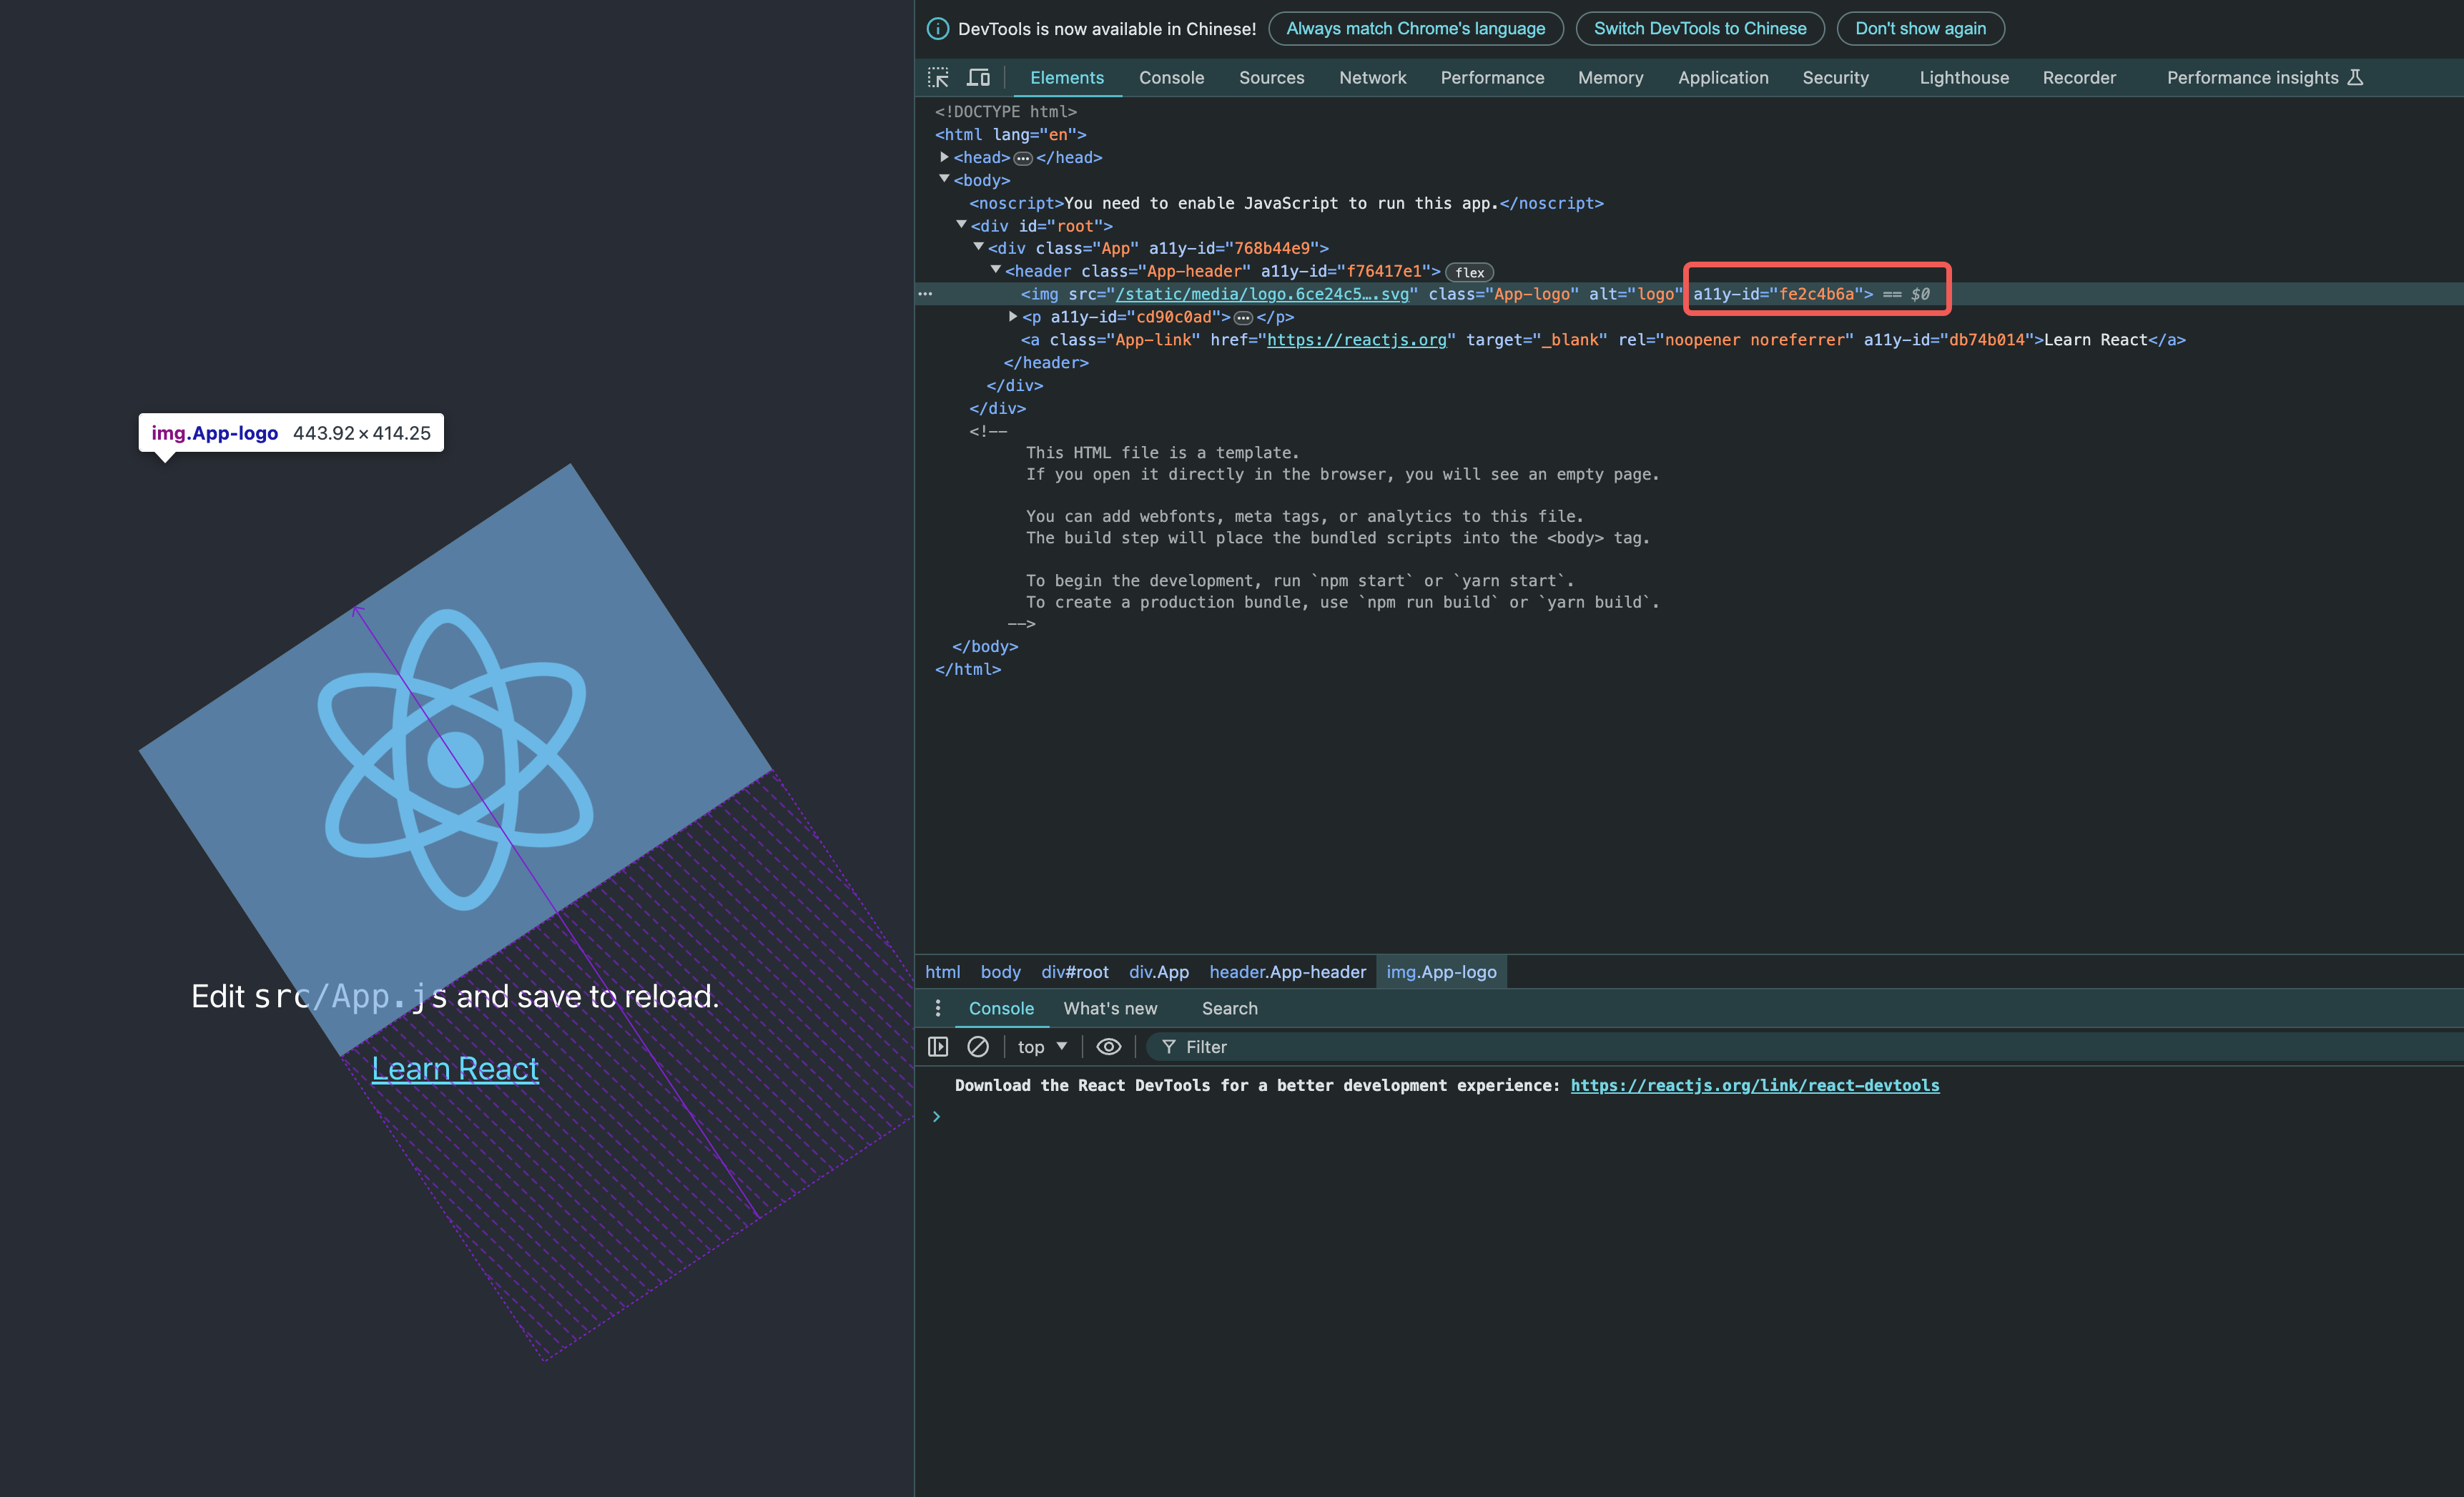 img.App-logo 443.92×414.25
Edit src/App.js and save to reload.
Learn React
DevTools is now available in Chinese! Always match Chrome's language Switch DevTools to Chinese Don't show again
Elements Console Sources Network Performance Memory Application Security Lighthouse Recorder Performance insights
<!DOCTYPE html>
<html lang="en">
<head>…</head>
<body>
<noscript>You need to enable JavaScript to run this app.</noscript>
<div id="root">
<div class="App" a11y-id="768b44e9">
<header class="App-header" a11y-id="f76417e1"> flex
… <img src="/static/media/logo.6ce24c5….svg" class="App-logo" alt="logo" a11y-id="fe2c4b6a"> == $0
<p a11y-id="cd90c0ad">…</p>
<a class="App-link" href="https://reactjs.org" target="_blank" rel="noopener noreferrer" a11y-id="db74b014">Learn React</a>
</header>
</div>
</div>
<!--
This HTML file is a template.
If you open it directly in the browser, you will see an empty page.
You can add webfonts, meta tags, or analytics to this file.
The build step will place the bundled scripts into the <body> tag.
To begin the development, run `npm start` or `yarn start`.
To create a production bundle, use `npm run build` or `yarn build`.
-->
</body>
</html>
html body div#root div.App header.App-header img.App-logo
Console What's new Search
top Filter
Download the React DevTools for a better development experience: https://reactjs.org/link/react-devtools